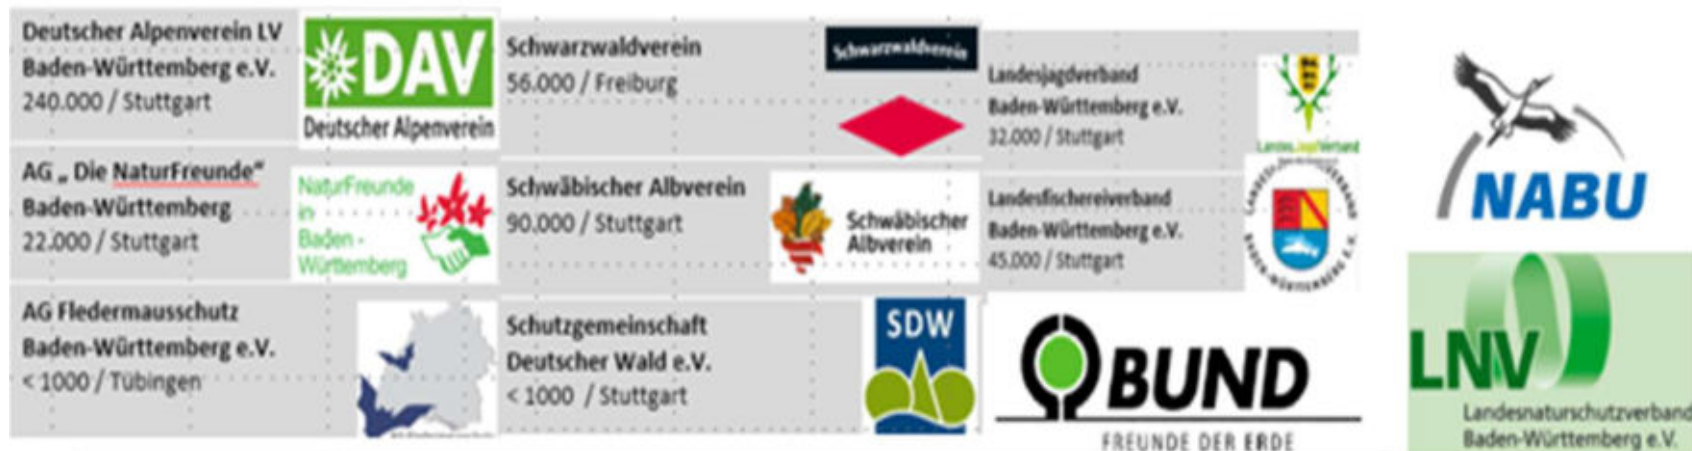 Deutscher Alpenverein LV
Baden-Württemberg e.V.
240.000 / Stuttgart
DAV
Deutscher Alpenverein
AG „ Die NaturFreunde“
Baden-Württemberg
22.000 / Stuttgart
NaturFreunde
in
Baden -
Württemberg
AG Fledermausschutz
Baden-Württemberg e.V.
< 1000 / Tübingen
Schwarzwaldverein
56.000 / Freiburg
Schwarzwaldverein
Schwäbischer Albverein
90.000 / Stuttgart
Schwäbischer
Albverein
Schutzgemeinschaft
Deutscher Wald e.V.
< 1000 / Stuttgart
SDW
Landesjagdverband
Baden-Württemberg e.V.
32.000 / Stuttgart
LandesJagdVerband
Landesfischereiverband
Baden-Württemberg e.V.
45.000 / Stuttgart
BADEN-WÜRTTEMBERG E.V.
BUND
FREUNDE DER ERDE
NABU
LNV
Landesnaturschutzverband
Baden-Württemberg e.V.